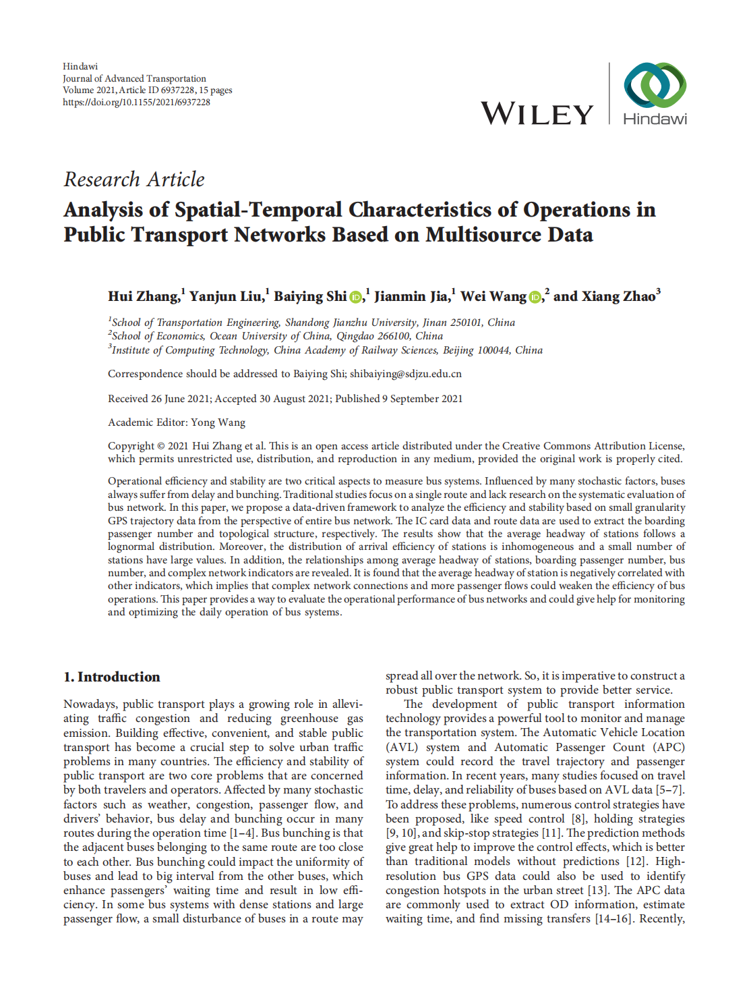 Hindawi
Journal of Advanced Transportation
Volume 2021, Article ID 6937228, 15 pages
https://doi.org/10.1155/2021/6937228
WILEY
Hindawi
Research Article
Analysis of Spatial-Temporal Characteristics of Operations in
Public Transport Networks Based on Multisource Data
Hui Zhang,1 Yanjun Liu,1 Baiying Shi iD,1 Jianmin Jia,1 Wei Wang iD,2 and Xiang Zhao3
1School of Transportation Engineering, Shandong Jianzhu University, Jinan 250101, China
2School of Economics, Ocean University of China, Qingdao 266100, China
3Institute of Computing Technology, China Academy of Railway Sciences, Beijing 100044, China
Correspondence should be addressed to Baiying Shi; shibaiying@sdjzu.edu.cn
Received 26 June 2021; Accepted 30 August 2021; Published 9 September 2021
Academic Editor: Yong Wang
Copyright © 2021 Hui Zhang et al. This is an open access article distributed under the Creative Commons Attribution License,
which permits unrestricted use, distribution, and reproduction in any medium, provided the original work is properly cited.
Operational efficiency and stability are two critical aspects to measure bus systems. Influenced by many stochastic factors, buses
always suffer from delay and bunching. Traditional studies focus on a single route and lack research on the systematic evaluation of
bus network. In this paper, we propose a data-driven framework to analyze the efficiency and stability based on small granularity
GPS trajectory data from the perspective of entire bus network. The IC card data and route data are used to extract the boarding
passenger number and topological structure, respectively. The results show that the average headway of stations follows a
lognormal distribution. Moreover, the distribution of arrival efficiency of stations is inhomogeneous and a small number of
stations have large values. In addition, the relationships among average headway of stations, boarding passenger number, bus
number, and complex network indicators are revealed. It is found that the average headway of station is negatively correlated with
other indicators, which implies that complex network connections and more passenger flows could weaken the efficiency of bus
operations. This paper provides a way to evaluate the operational performance of bus networks and could give help for monitoring
and optimizing the daily operation of bus systems.
1. Introduction
Nowadays, public transport plays a growing role in allevi-
ating traffic congestion and reducing greenhouse gas
emission. Building effective, convenient, and stable public
transport has become a crucial step to solve urban traffic
problems in many countries. The efficiency and stability of
public transport are two core problems that are concerned
by both travelers and operators. Affected by many stochastic
factors such as weather, congestion, passenger flow, and
drivers’ behavior, bus delay and bunching occur in many
routes during the operation time [1–4]. Bus bunching is that
the adjacent buses belonging to the same route are too close
to each other. Bus bunching could impact the uniformity of
buses and lead to big interval from the other buses, which
enhance passengers’ waiting time and result in low effi-
ciency. In some bus systems with dense stations and large
passenger flow, a small disturbance of buses in a route may
spread all over the network. So, it is imperative to construct a
robust public transport system to provide better service.
The development of public transport information
technology provides a powerful tool to monitor and manage
the transportation system. The Automatic Vehicle Location
(AVL) system and Automatic Passenger Count (APC)
system could record the travel trajectory and passenger
information. In recent years, many studies focused on travel
time, delay, and reliability of buses based on AVL data [5–7].
To address these problems, numerous control strategies have
been proposed, like speed control [8], holding strategies
[9, 10], and skip-stop strategies [11]. The prediction methods
give great help to improve the control effects, which is better
than traditional models without predictions [12]. High-
resolution bus GPS data could also be used to identify
congestion hotspots in the urban street [13]. The APC data
are commonly used to extract OD information, estimate
waiting time, and find missing transfers [14–16]. Recently,